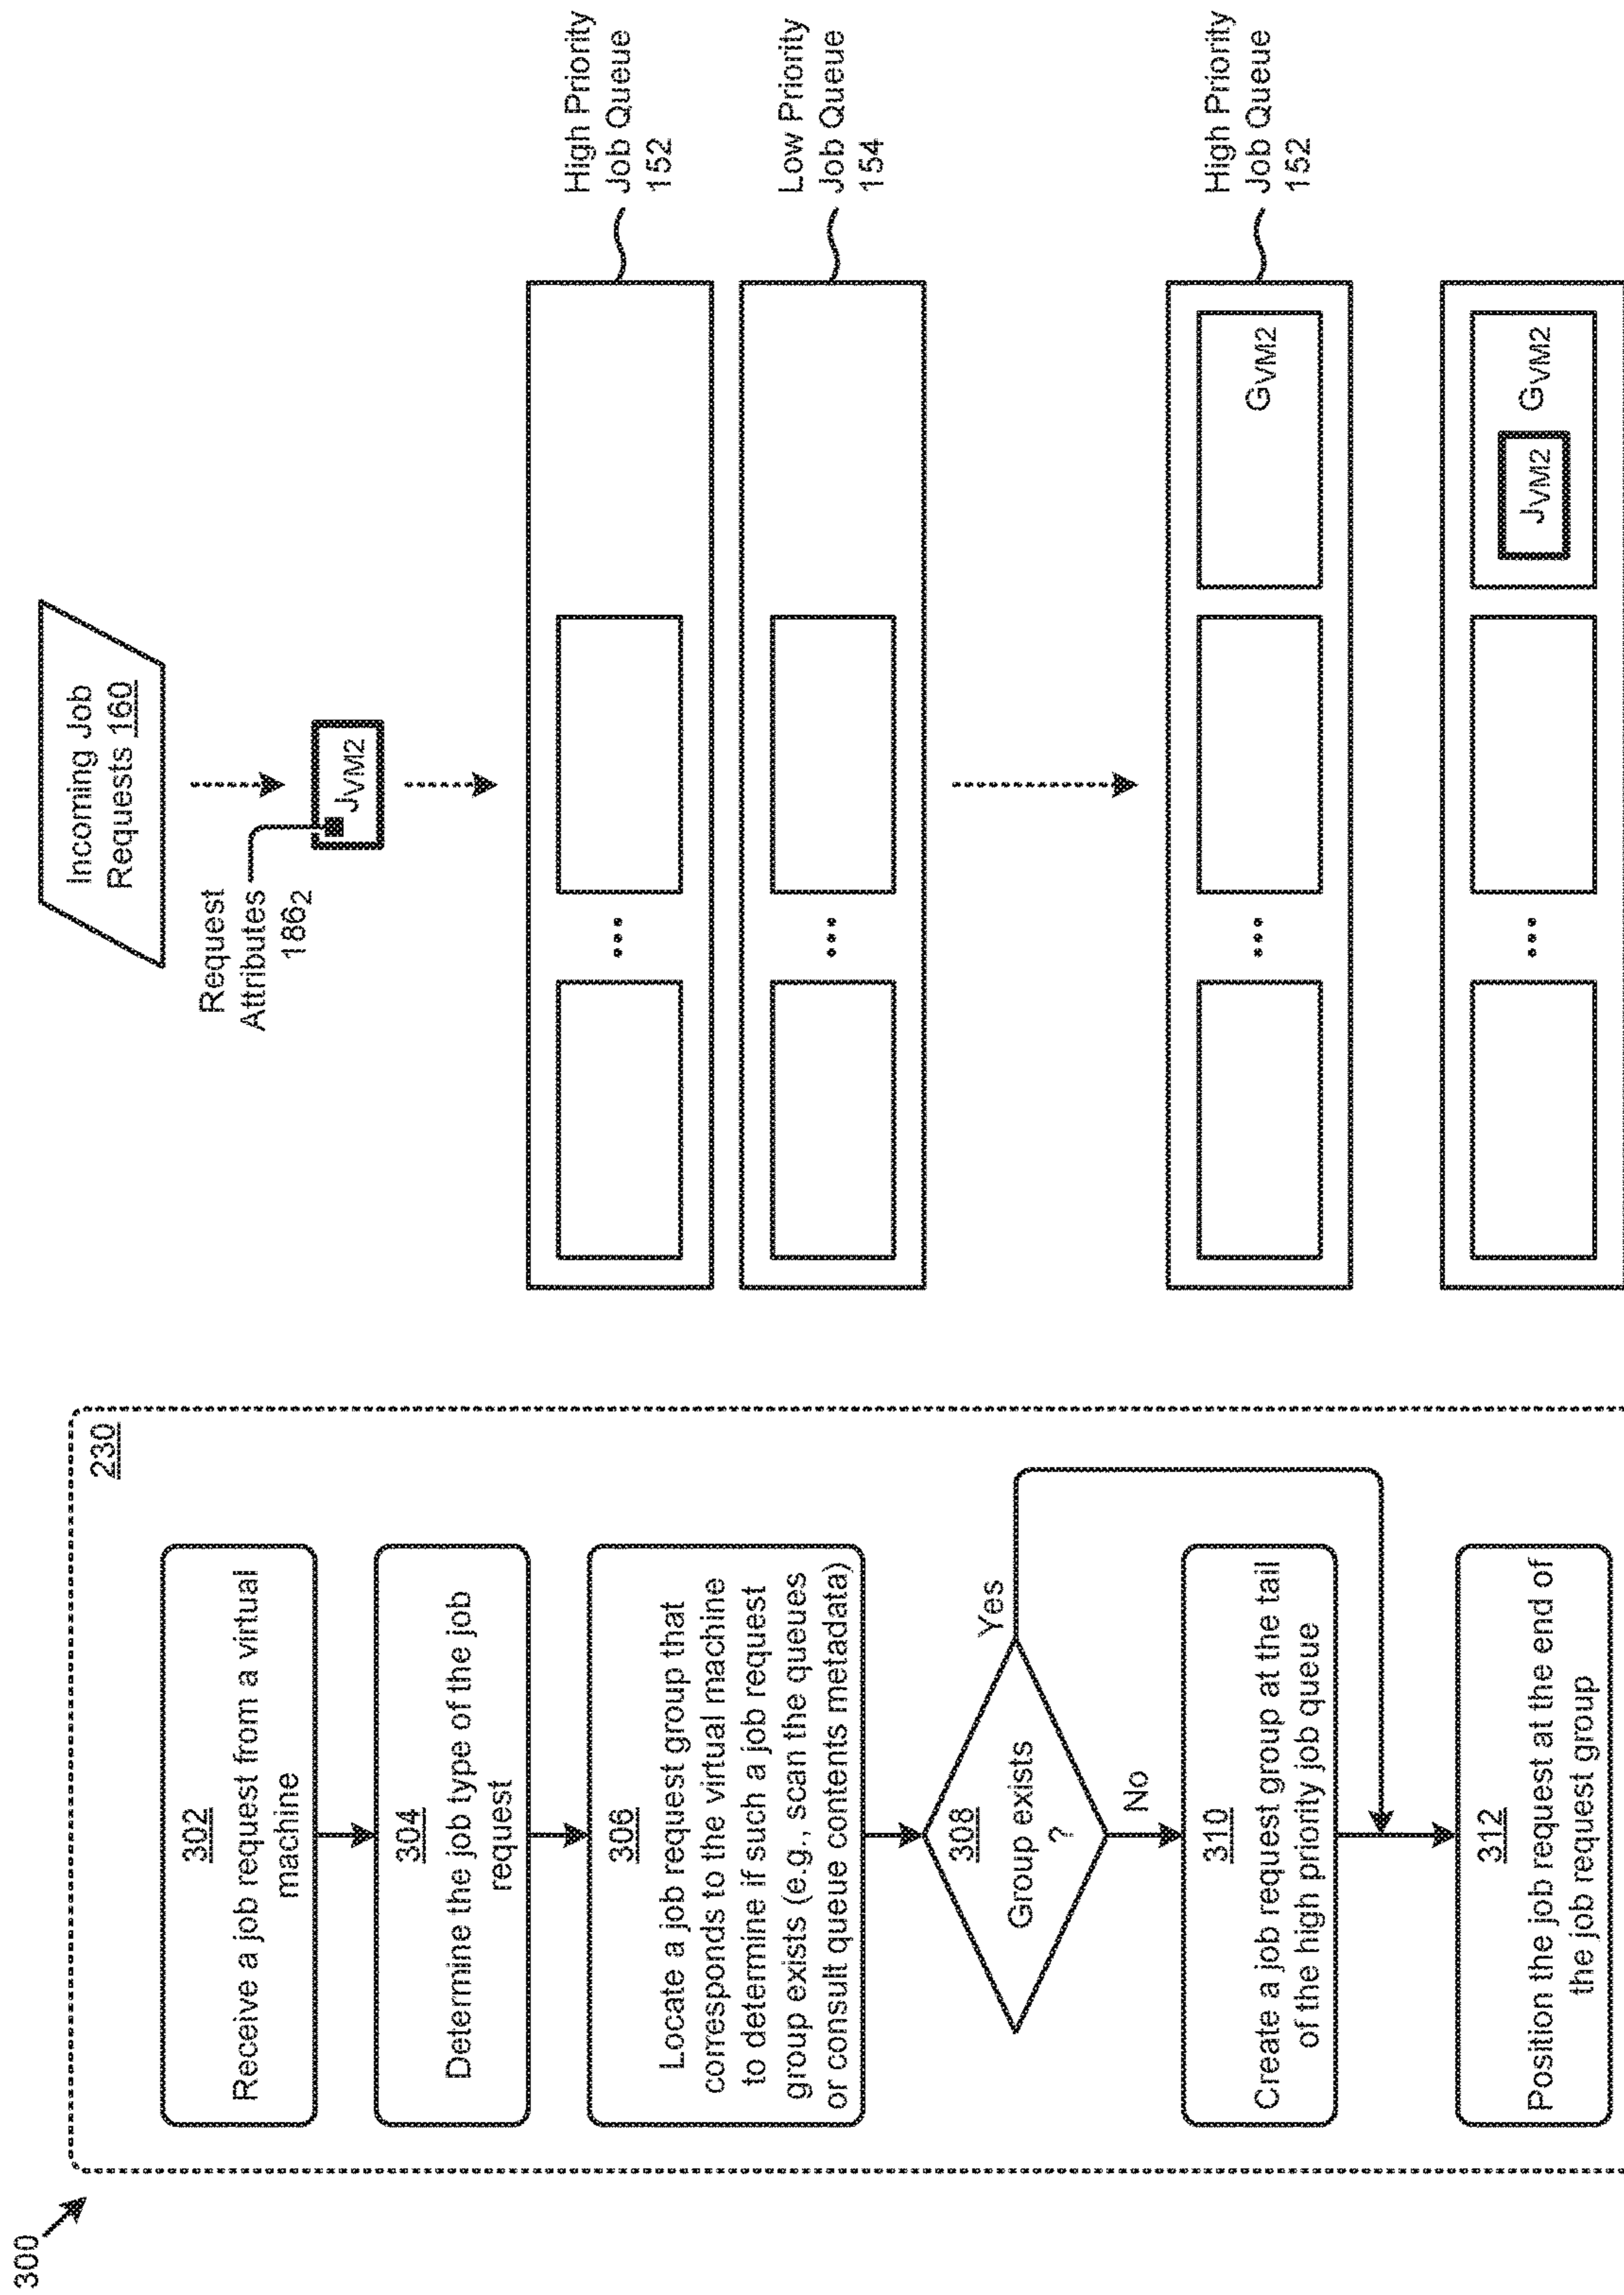 300
230
302
Receive a job request from a virtual
machine
304
Determine the job type of the job
request
306
Locate a job request group that
corresponds to the virtual machine
to determine if such a job request
group exists (e.g., scan the queues
or consult queue contents metadata)
308
Group exists
?
Yes
No
310
Create a job request group at the tail
of the high priority job queue
312
Position the job request at the end of
the job request group
Incoming Job
Requests 160
Request
Attributes
186₂
JVM2
High Priority
Job Queue
152
...
Low Priority
Job Queue
154
...
High Priority
Job Queue
152
...
GVM2
...
JVM2
GVM2